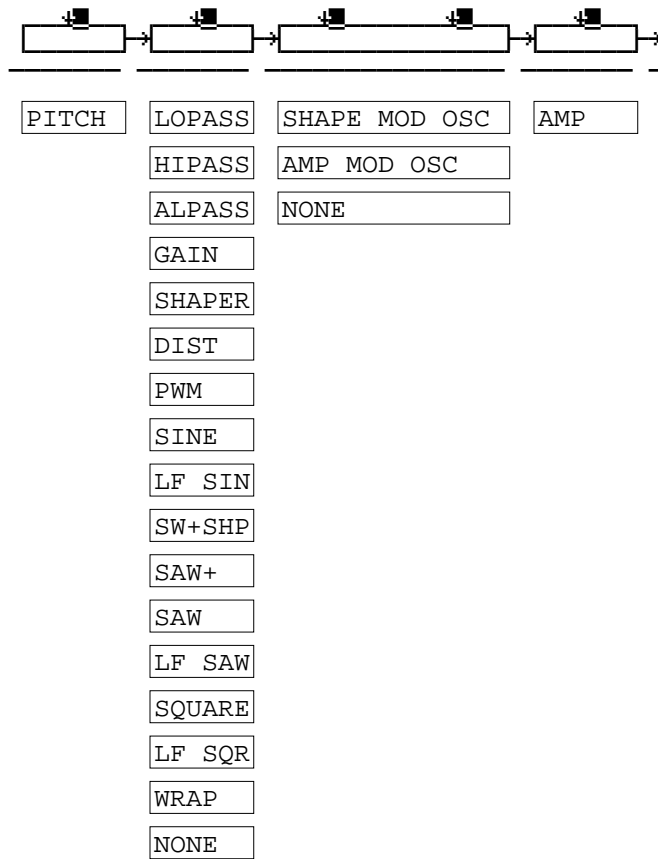 PITCH LOPASS SHAPE MOD OSC AMP
HIPASS AMP MOD OSC
ALPASS NONE
GAIN
SHAPER
DIST
PWM
SINE
LF SIN
SW+SHP
SAW+
SAW
LF SAW
SQUARE
LF SQR
WRAP
NONE